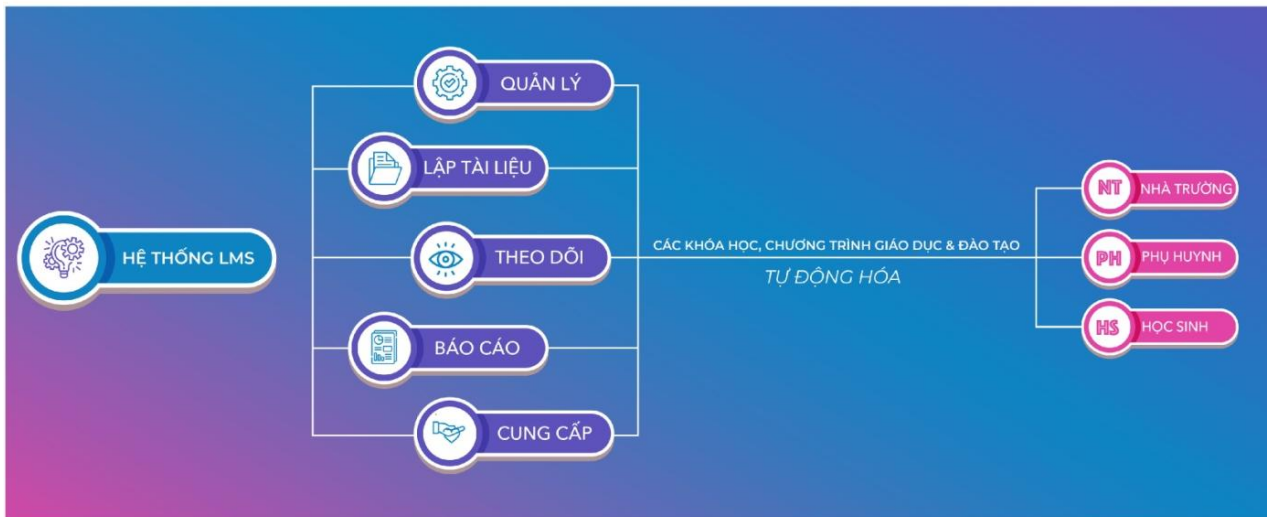 HỆ THỐNG LMS
QUẢN LÝ
LẬP TÀI LIỆU
THEO DÕI
BÁO CÁO
CUNG CẤP
CÁC KHÓA HỌC, CHƯƠNG TRÌNH GIÁO DỤC & ĐÀO TẠO
TỰ ĐỘNG HÓA
NT NHÀ TRƯỜNG
PH PHỤ HUYNH
HS HỌC SINH